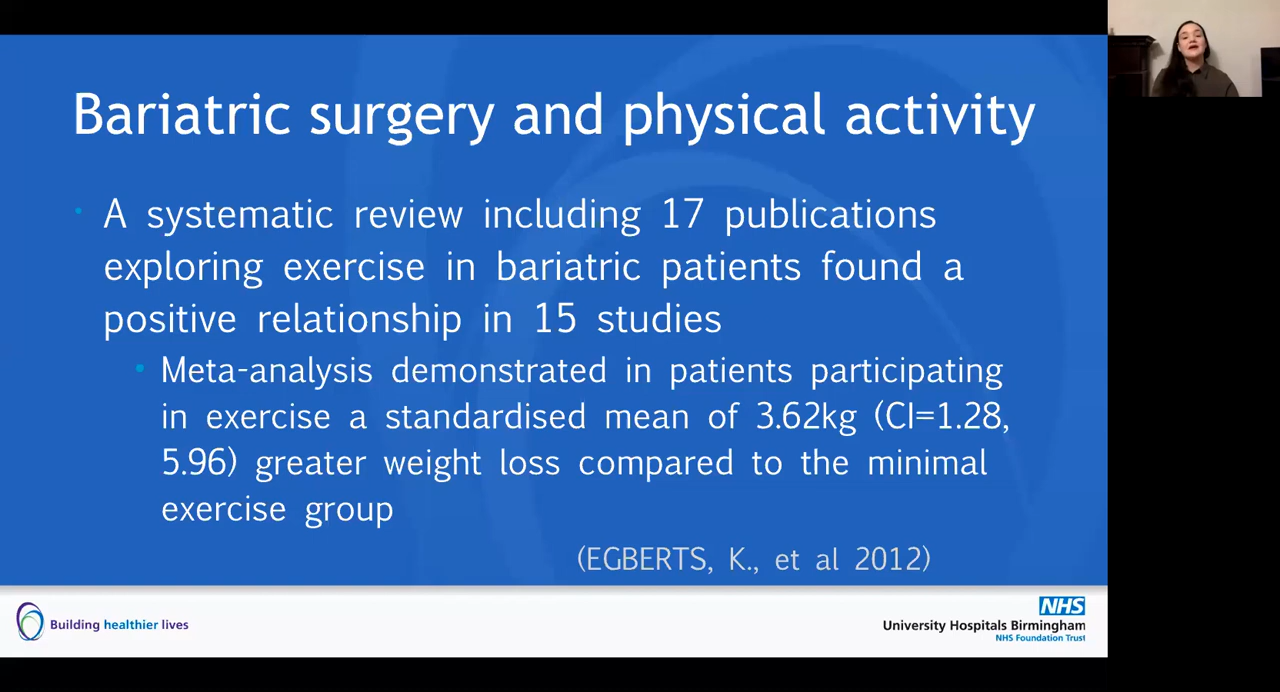 Bariatric surgery and physical activity
• A systematic review including 17 publications
exploring exercise in bariatric patients found a
positive relationship in 15 studies
• Meta-analysis demonstrated in patients participating
in exercise a standardised mean of 3.62kg (CI=1.28,
5.96) greater weight loss compared to the minimal
exercise group
(EGBERTS, K., et al 2012)
Building healthier lives
NHS
University Hospitals Birmingham
NHS Foundation Trust